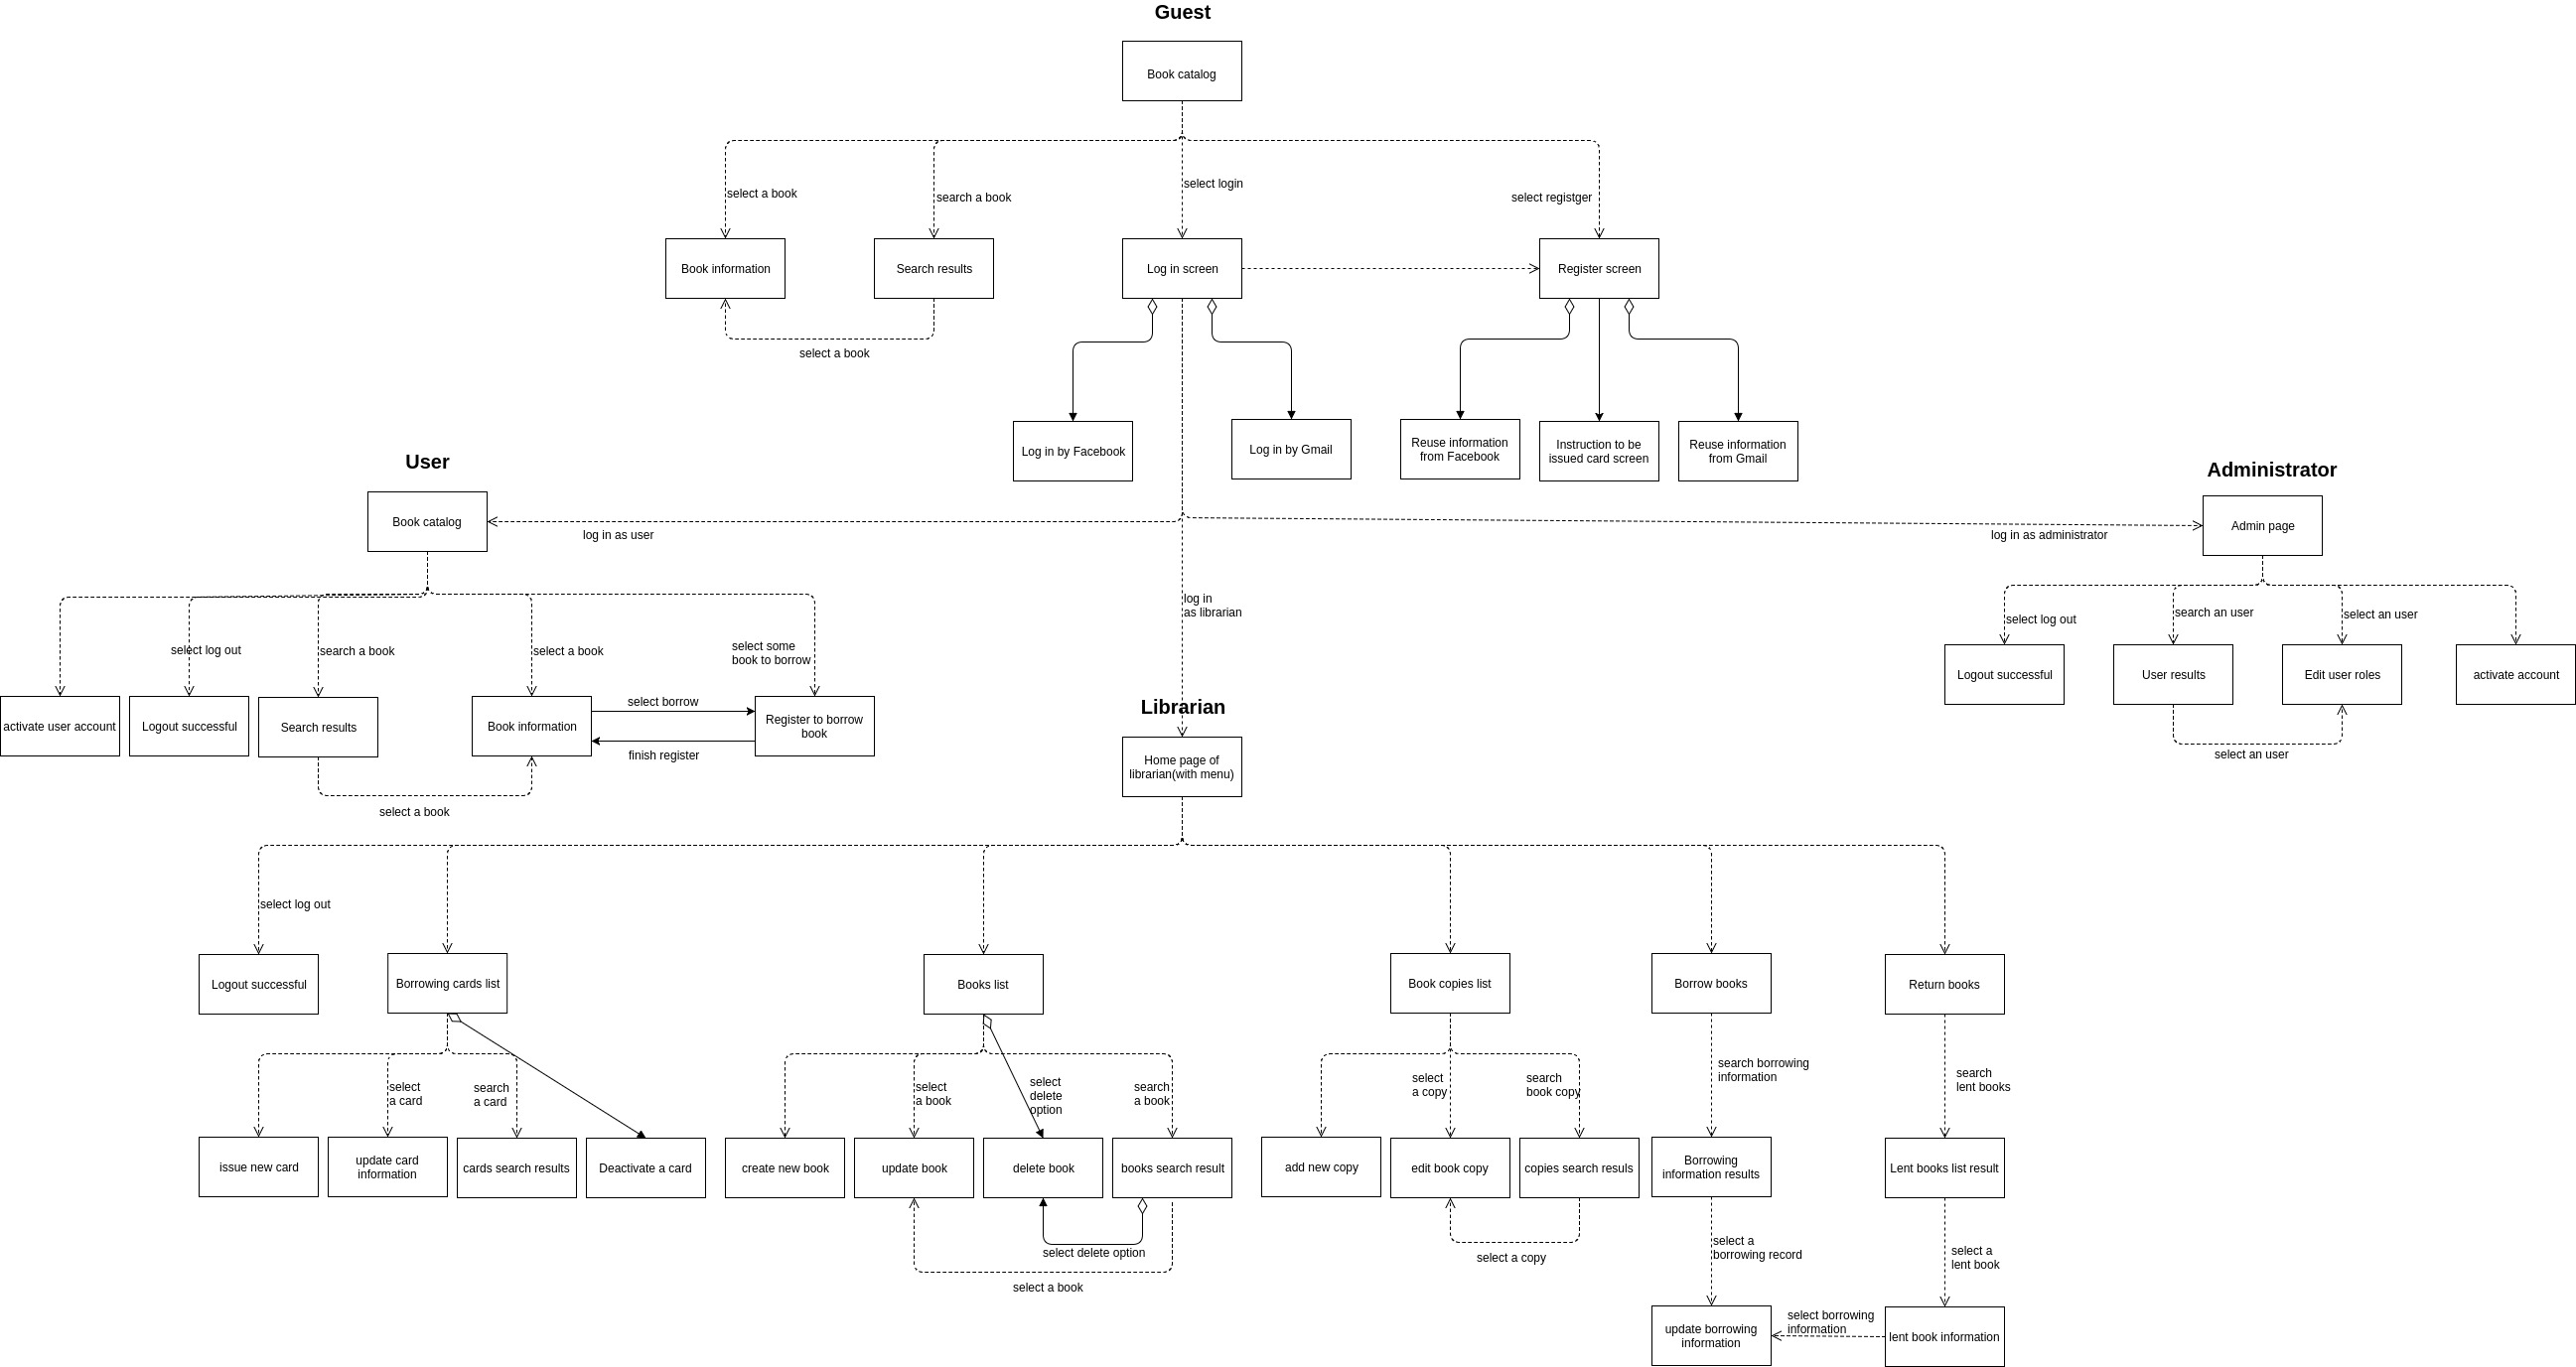 Guest
Book catalog
select a book
search a book
select login
select registger
Book information
Search results
Log in screen
Register screen
select a book
Log in by Facebook
Log in by Gmail
Reuse information
from Facebook
Instruction to be
issued card screen
Reuse information
from Gmail
User
Book catalog
log in as user
Administrator
Admin page
log in as administrator
log in
as librarian
select log out
search a book
select a book
select some
book to borrow
activate user account
Logout successful
Search results
Book information
select borrow
finish register
Register to borrow
book
select a book
select log out
search an user
select an user
Logout successful
User results
Edit user roles
activate account
select an user
Librarian
Home page of
librarian(with menu)
select log out
Logout successful
Borrowing cards list
Books list
Book copies list
Borrow books
Return books
select
a card
search
a card
select
a book
select
delete
option
search
a book
select
a copy
search
book copy
search borrowing
information
search
lent books
issue new card
update card
information
cards search results
Deactivate a card
create new book
update book
delete book
books search result
add new copy
edit book copy
copies search resuls
Borrowing
information results
Lent books list result
select delete option
select a book
select a copy
select a
borrowing record
select a
lent book
update borrowing
information
select borrowing
information
lent book information